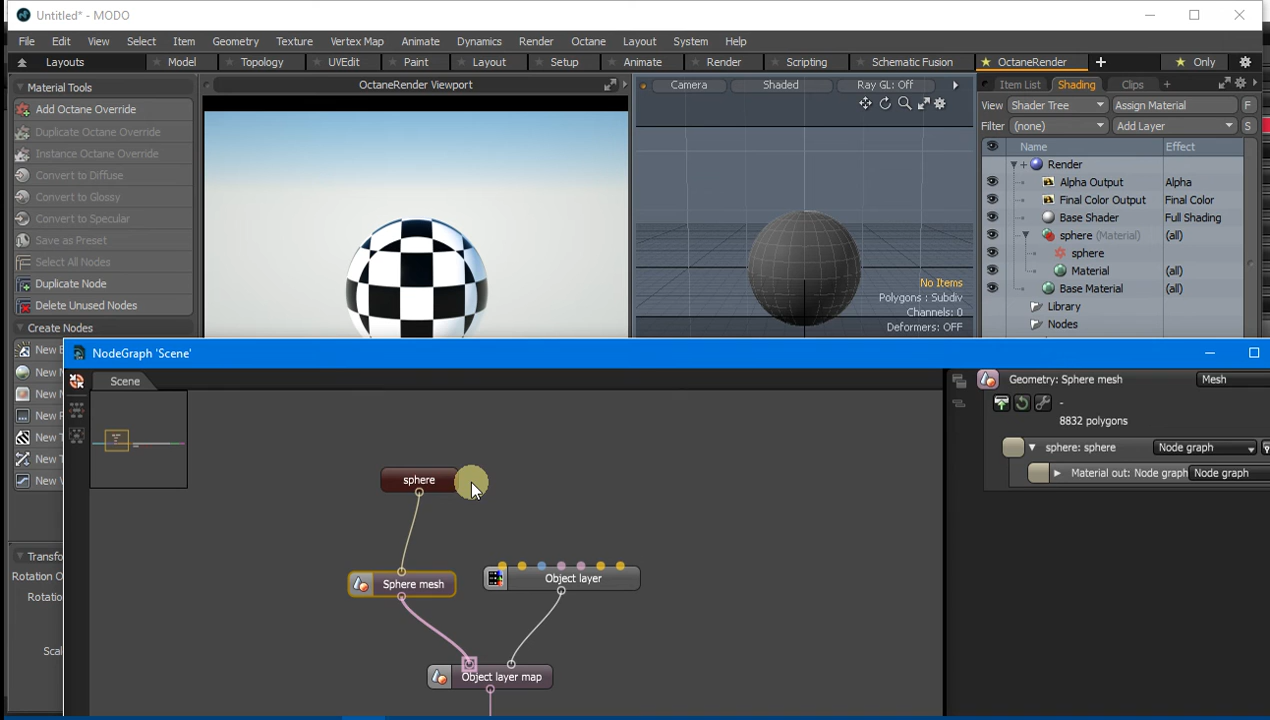 Untitled* - MODO
File Edit View Select Item Geometry Texture Vertex Map Animate Dynamics Render Octane Layout System Help
Layouts Model Topology UVEdit Paint Layout Setup Animate Render Scripting Schematic Fusion OctaneRender + Only
Material Tools OctaneRender Viewport Camera Shaded Ray GL: Off Item List Shading Clips +
Add Octane Override View Shader Tree Assign Material F
Duplicate Octane Override Filter (none) Add Layer S
Instance Octane Override Name Effect
Convert to Diffuse Render
Convert to Glossy Alpha Output Alpha
Convert to Specular Final Color Output Final Color
Save as Preset Base Shader Full Shading
Select All Nodes sphere (Material) (all)
Duplicate Node sphere
Delete Unused Nodes Material (all)
Create Nodes Base Material (all)
No Items
Polygons : Subdiv
Channels: 0
Deformers: OFF
Library
Nodes
NodeGraph 'Scene'
Scene
New
New
New
New
New
New
New
Geometry: Sphere mesh Mesh
-
8832 polygons
sphere: sphere Node graph
Material out: Node graph Node graph
sphere
Sphere mesh
Object layer
Object layer map
Transfo
Rotation O
Rotatio
Sca